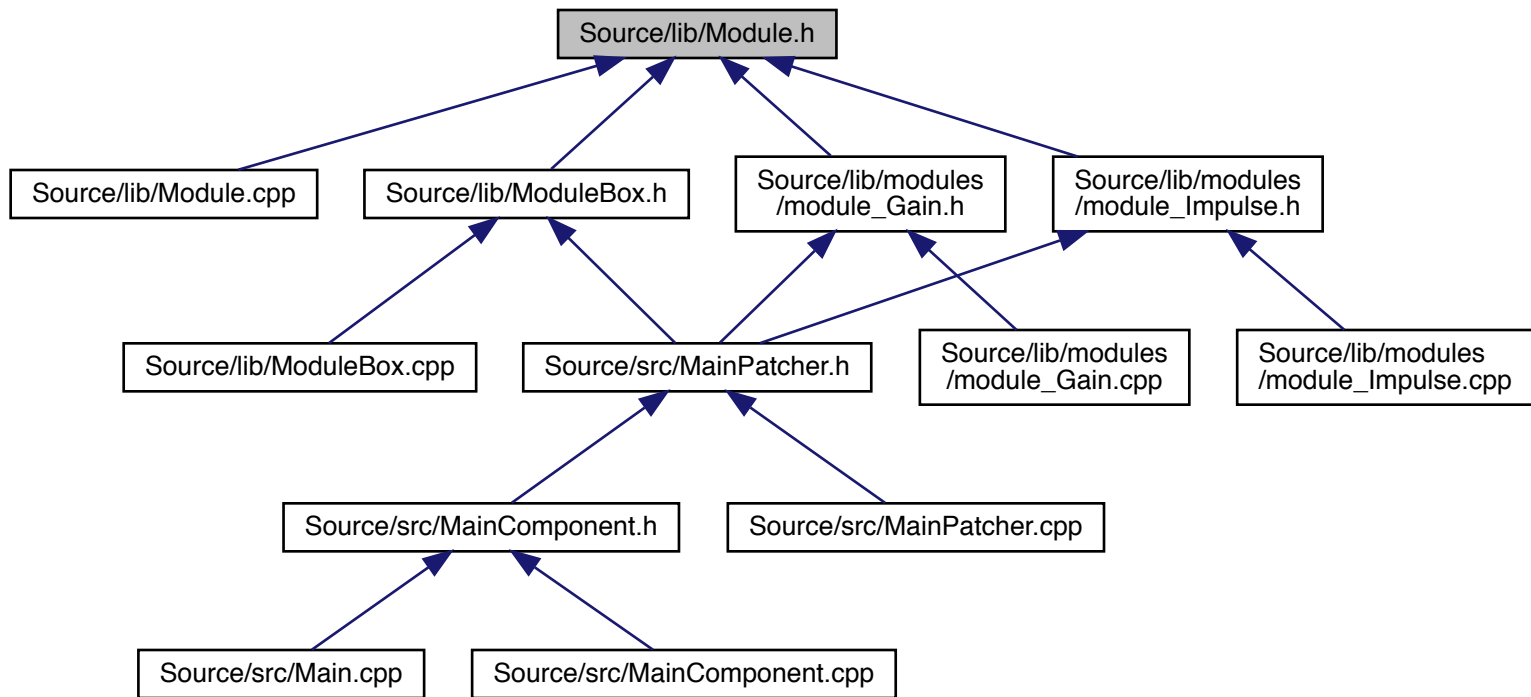 Source/lib/Module.h
Source/lib/Module.cpp
Source/lib/ModuleBox.h
Source/lib/modules
/module_Gain.h
Source/lib/modules
/module_Impulse.h
Source/lib/ModuleBox.cpp
Source/src/MainPatcher.h
Source/lib/modules
/module_Gain.cpp
Source/lib/modules
/module_Impulse.cpp
Source/src/MainComponent.h
Source/src/MainPatcher.cpp
Source/src/Main.cpp
Source/src/MainComponent.cpp